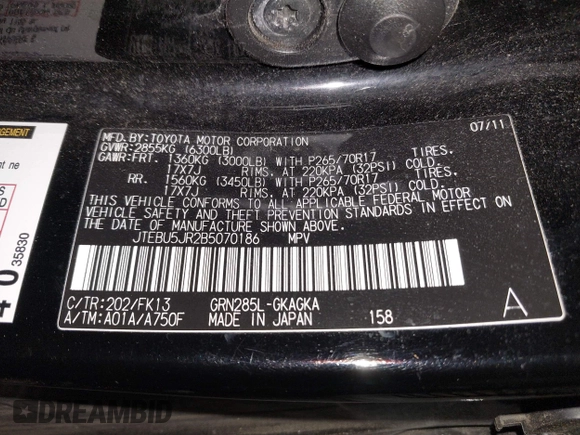 07/11
MFD.BY:TOYOTA MOTOR CORPORATION
GVWR:2855KG (6300LB)
GAWR:FRT. 1360KG (3000LB) WITH P265/70R17 TIRES.
17X7J RIMS. AT 220KPA (32PSI) COLD.
RR. 1560KG (3450LB) WITH P265/70R17 TIRES.
17X7J RIMS. AT 220KPA (32PSI) COLD.
THIS VEHICLE CONFORMS TO ALL APPLICABLE FEDERAL MOTOR
VEHICLE SAFETY, BUMPER, AND THEFT PREVENTION STANDARDS IN EFFECT ON
THE DATE OF MANUFACTURE SHOWN ABOVE.
JTEBU5JR2B5070186 MPV
C/TR:202/FK13 GRN285L-GKAGKA
A/TM:A01A/A750F MADE IN JAPAN 158
A
35830
DREAMBID